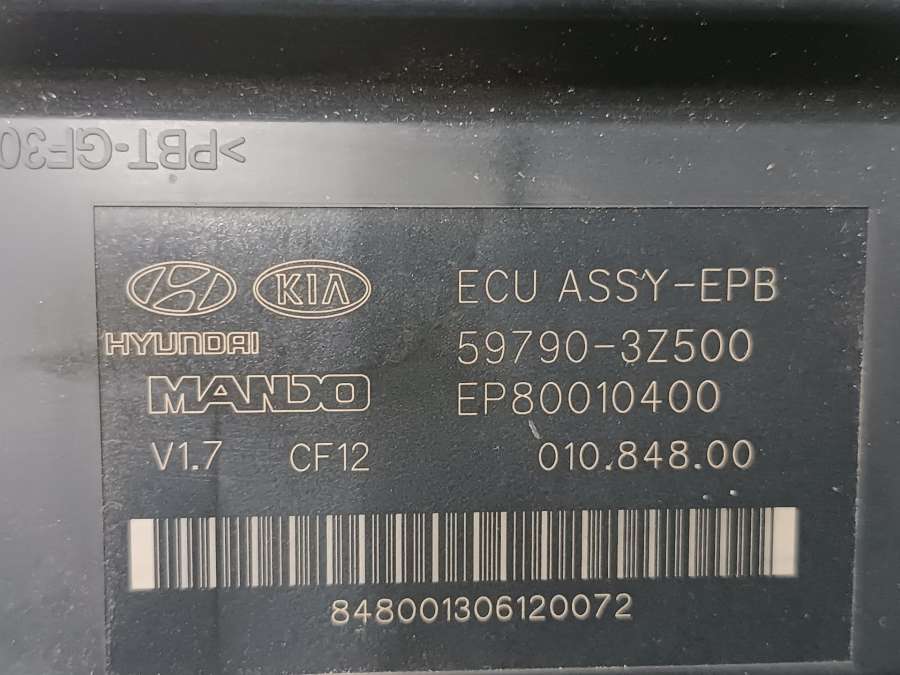 >PBT-GF30
KIA ECU ASSY-EPB
HYUNDAI 59790-3Z500
MANDO EP80010400
V1.7 CF12 010.848.00
848001306120072